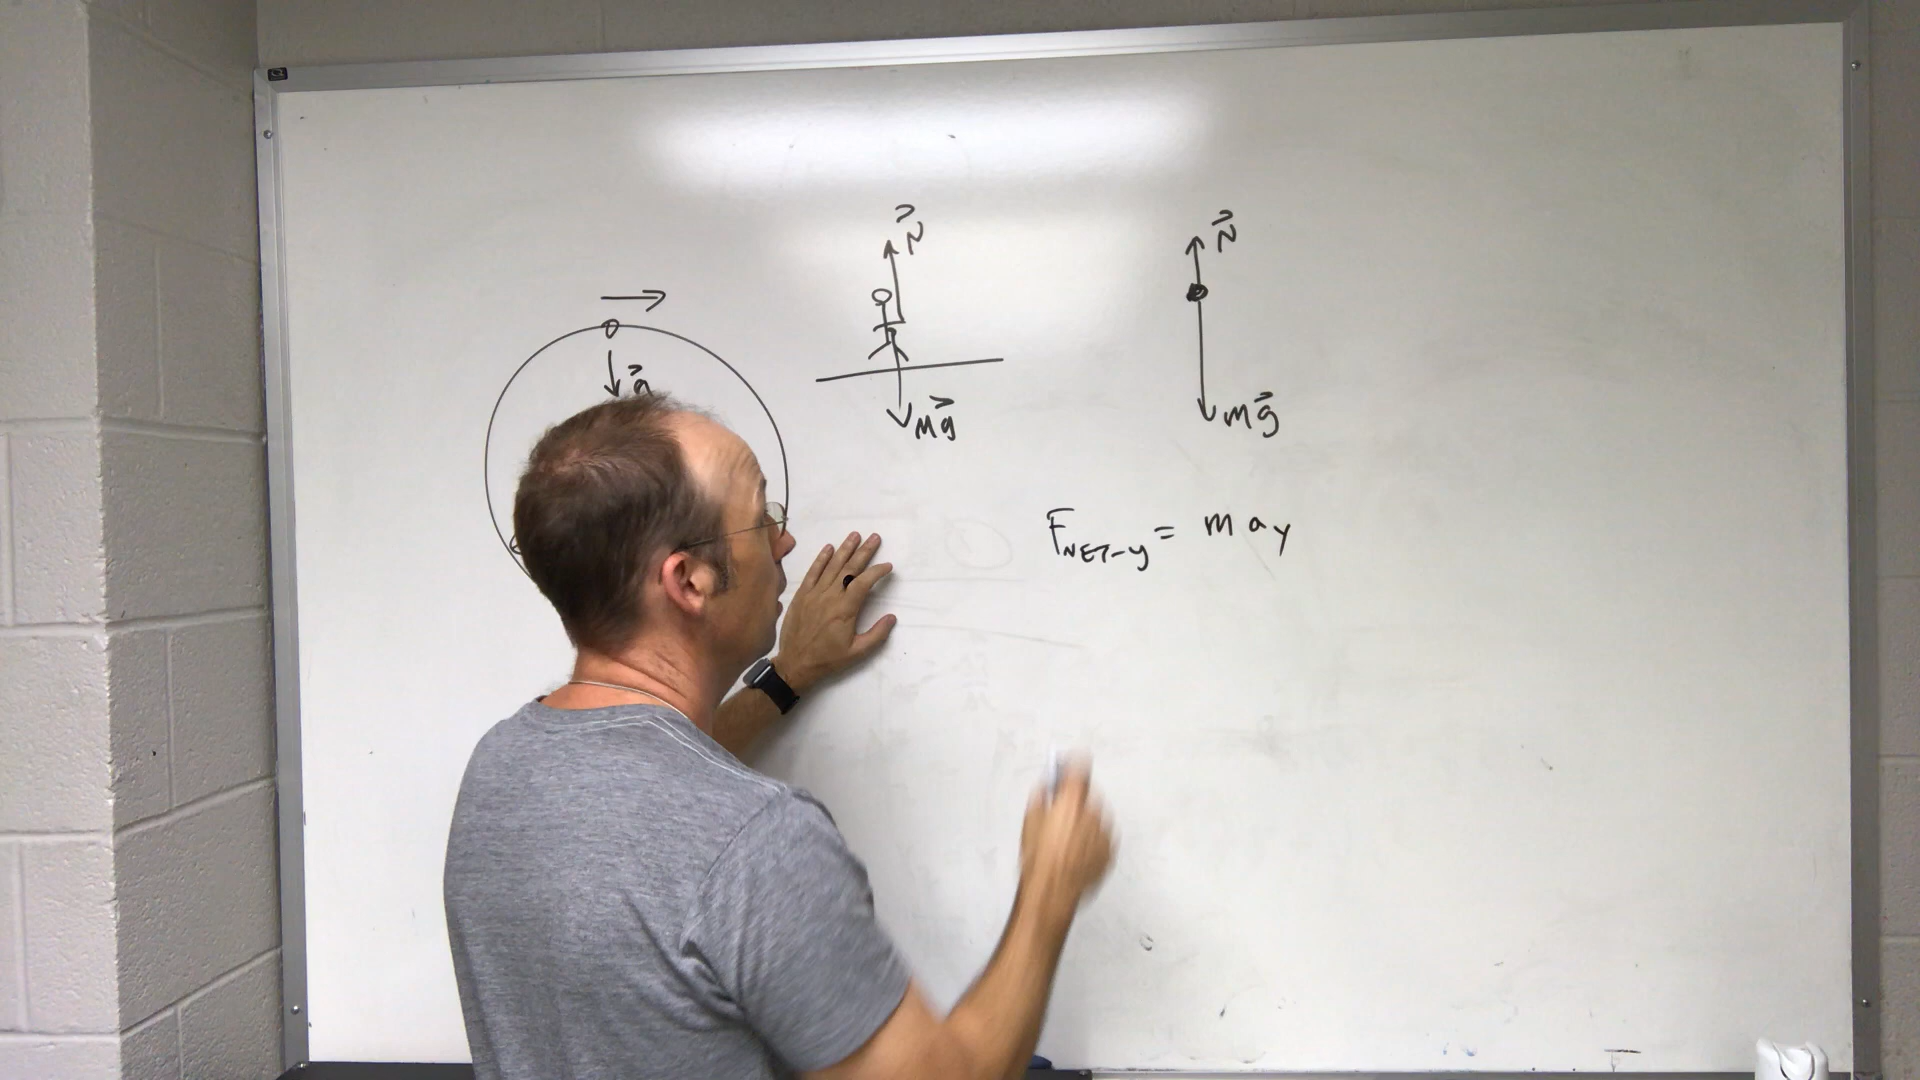 N⃗
N⃗
a⃗
mg⃗
mg⃗
F_NET-y = m a_y